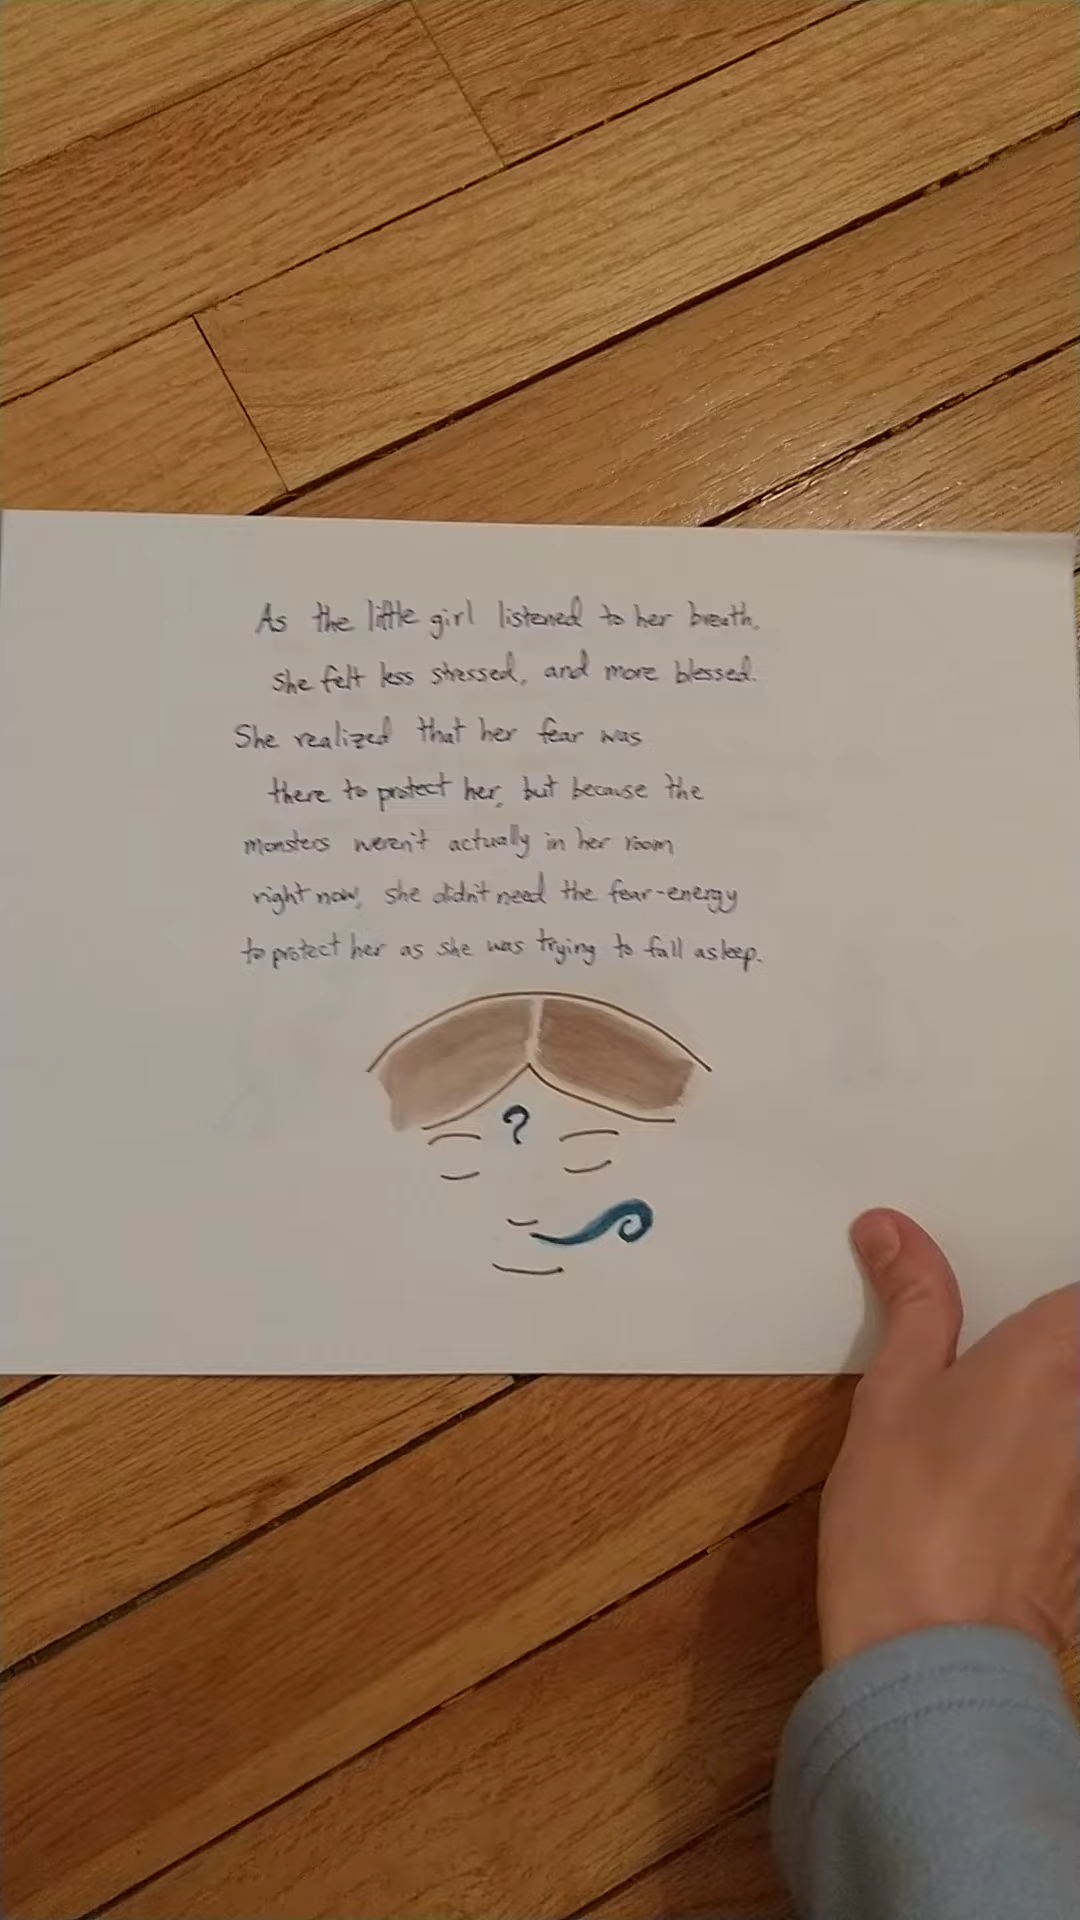 As the little girl listened to her breath,
she felt less stressed, and more blessed.
She realized that her fear was
there to protect her, but because the
monsters weren't actually in her room
right now, she didn't need the fear-energy
to protect her as she was trying to fall asleep.
?